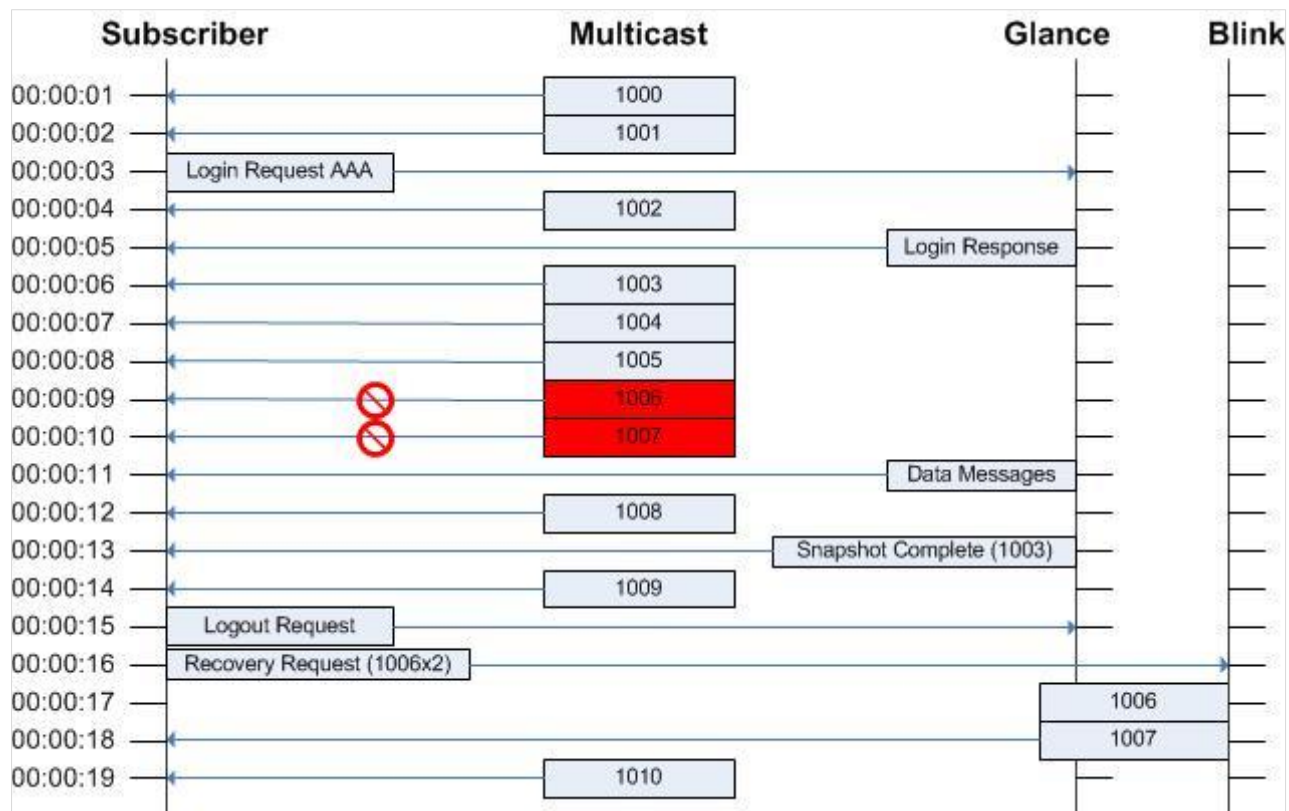 Subscriber Multicast Glance Blink
00:00:01 1000
00:00:02 1001
00:00:03 Login Request AAA
00:00:04 1002
00:00:05 Login Response
00:00:06 1003
00:00:07 1004
00:00:08 1005
00:00:09 1006
00:00:10 1007
00:00:11 Data Messages
00:00:12 1008
00:00:13 Snapshot Complete (1003)
00:00:14 1009
00:00:15 Logout Request
00:00:16 Recovery Request (1006x2)
00:00:17 1006
00:00:18 1007
00:00:19 1010